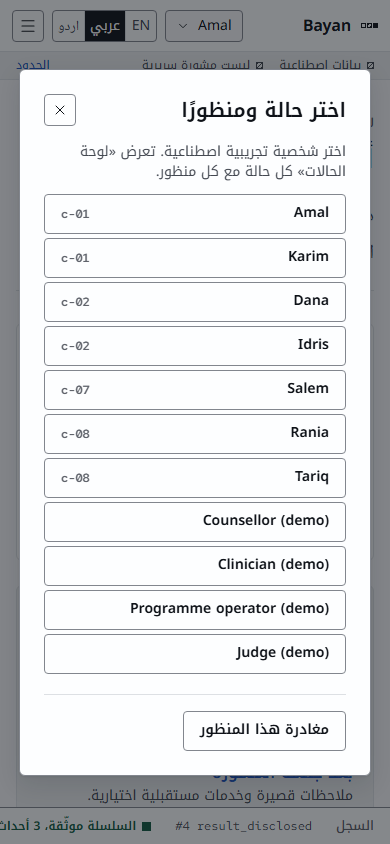 Bayan
Amal
EN
عربي
اردو
بيانات اصطناعية
ليست مشورة سريرية
الحدود
اختر حالة ومنظورًا
اختر شخصية تجريبية اصطناعية. تعرض «لوحة
الحالات» كل حالة مع كل منظور.
Amal c-01
Karim c-01
Dana c-02
Idris c-02
Salem c-07
Rania c-08
Tariq c-08
Counsellor (demo)
Clinician (demo)
Programme operator (demo)
Judge (demo)
مغادرة هذا المنظور
ملاحظات قصيرة وخدمات مستقبلية اختيارية.
السجل
#4 result_disclosed
السلسلة موثّقة، 3 أحداث